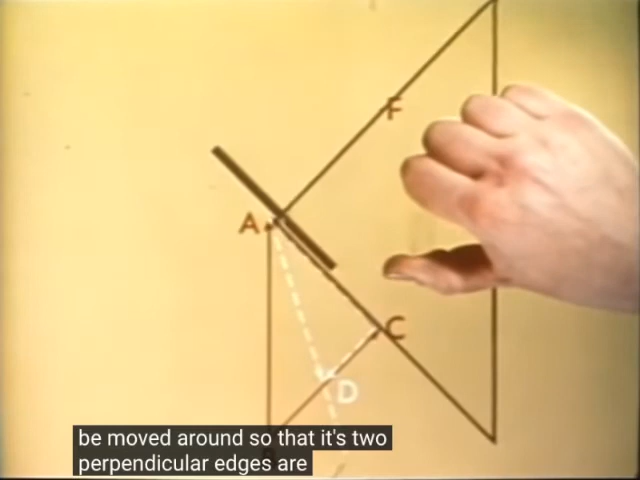 F
A
C
D
be moved around so that it's two
perpendicular edges are